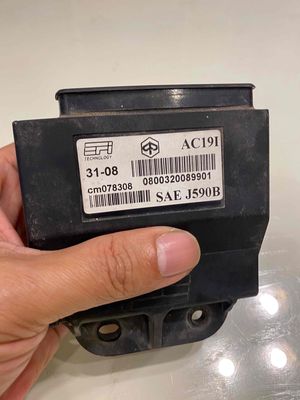 AC19I
TECHNOLOGY
31-08
cm078308
0800320089901
SAE J590B